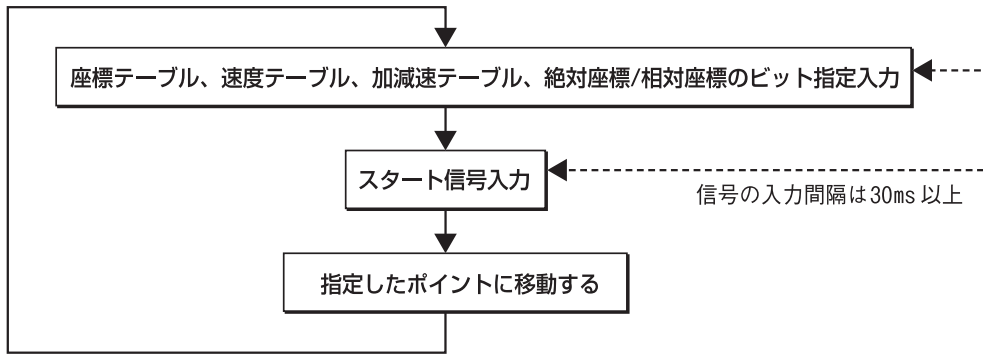 座標テーブル、速度テーブル、加減速テーブル、絶対座標/相対座標のビット指定入力
スタート信号入力
信号の入力間隔は30ms 以上
指定したポイントに移動する